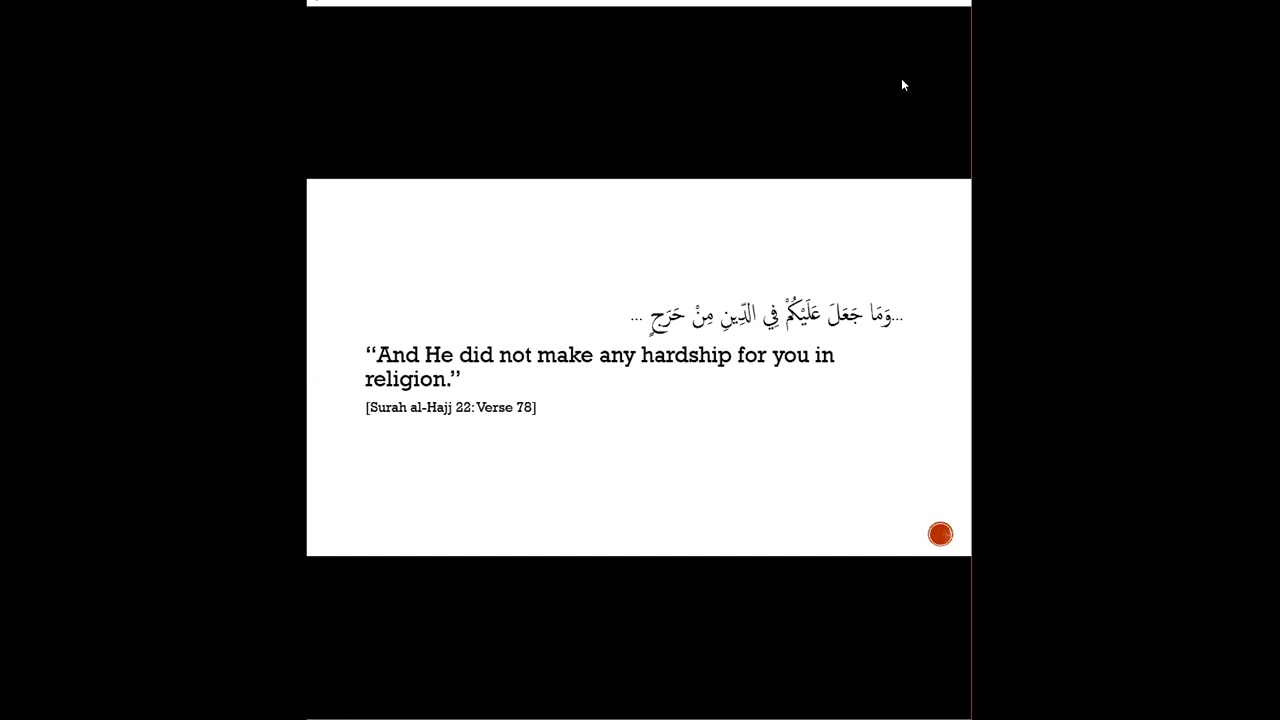 ...وَمَا جَعَلَ عَلَيْكُمْ فِي الدِّينِ مِنْ حَرَجٍ ...
“And He did not make any hardship for you in
religion.”
[Surah al-Hajj 22: Verse 78]